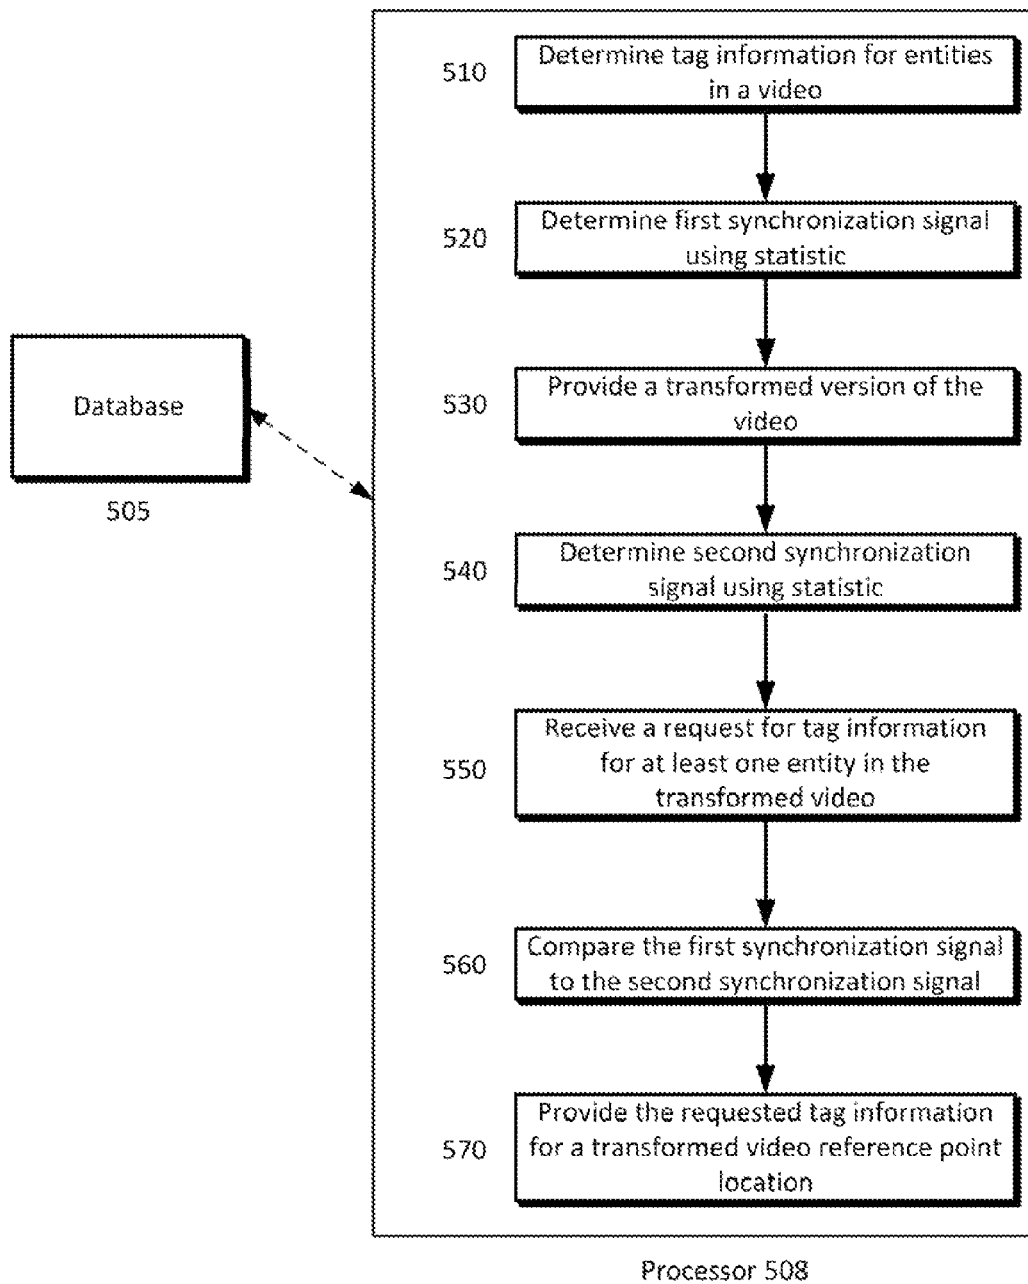 510
Determine tag information for entities
in a video
520
Determine first synchronization signal
using statistic
530
Provide a transformed version of the
video
Database
505
540
Determine second synchronization
signal using statistic
550
Receive a request for tag information
for at least one entity in the
transformed video
560
Compare the first synchronization signal
to the second synchronization signal
570
Provide the requested tag information
for a transformed video reference point
location
Processor 508